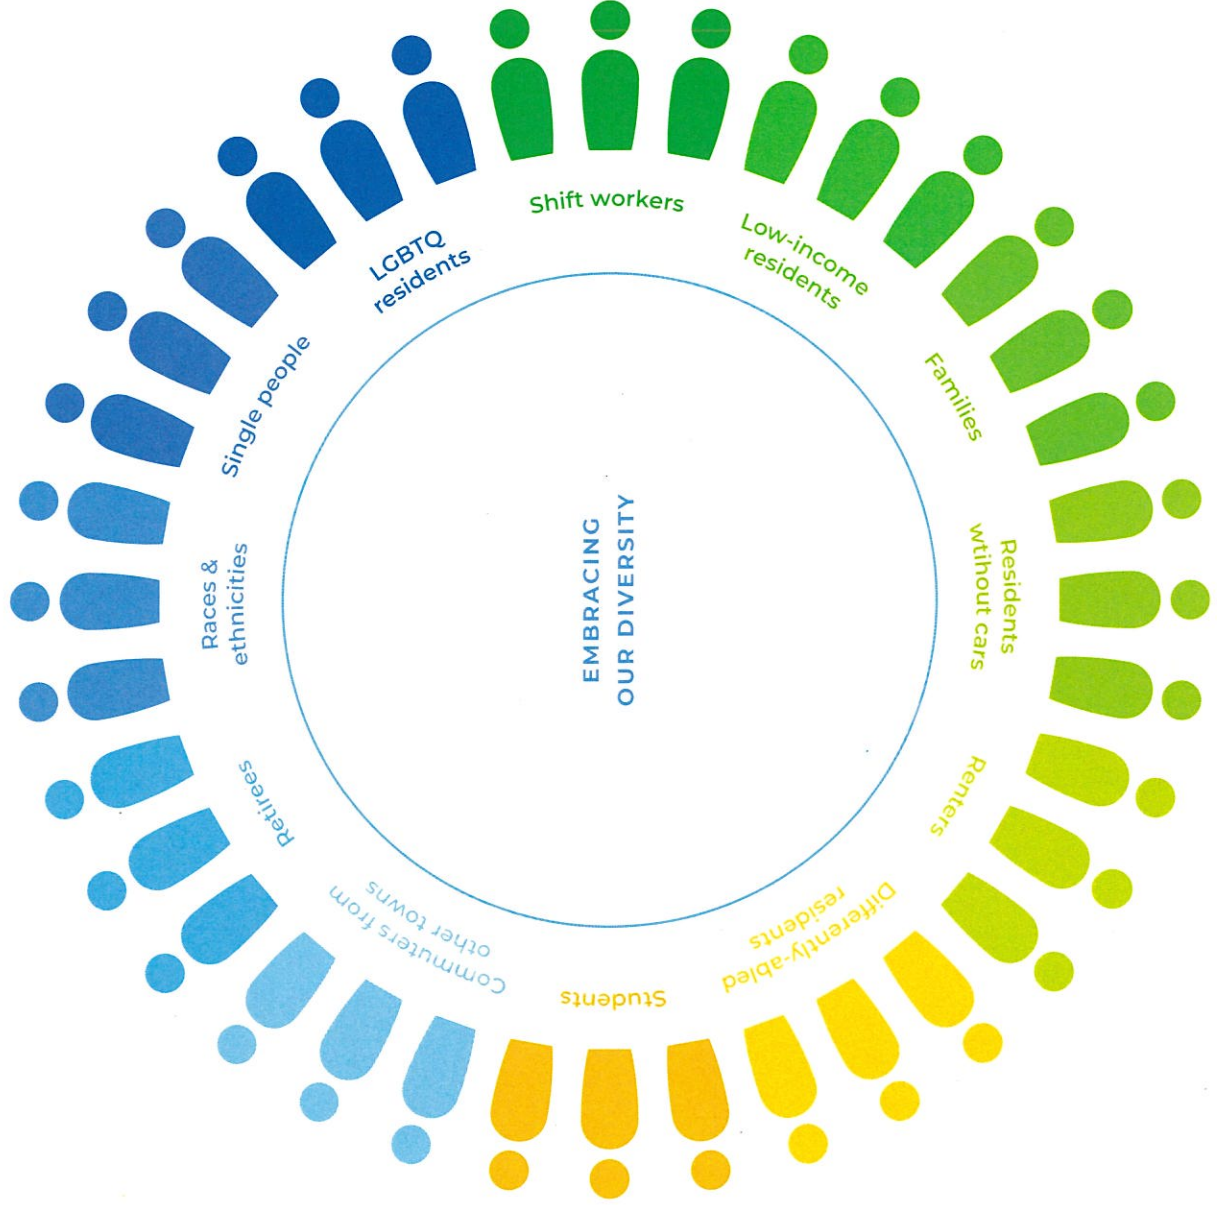 EMBRACING
OUR DIVERSITY
Shift workers
Low-income
residents
Families
Residents
wtihout cars
Renters
Differently-abled
residents
Students
Commuters from
other towns
Retirees
Races &
ethnicities
Single people
LGBTQ
residents